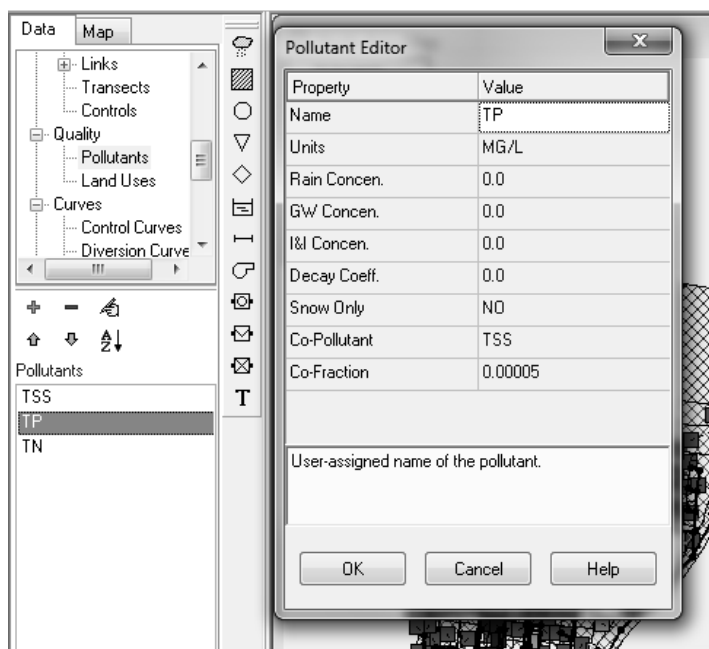 Data Map
Links
Transects
Controls
Quality
Pollutants
Land Uses
Curves
Control Curves
Diversion Curve
A
Z
Pollutants
TSS
TP
TN
T
Pollutant Editor
Property Value
Name TP
Units MG/L
Rain Concen. 0.0
GW Concen. 0.0
I&I Concen. 0.0
Decay Coeff. 0.0
Snow Only NO
Co-Pollutant TSS
Co-Fraction 0.00005
User-assigned name of the pollutant.
OK Cancel Help